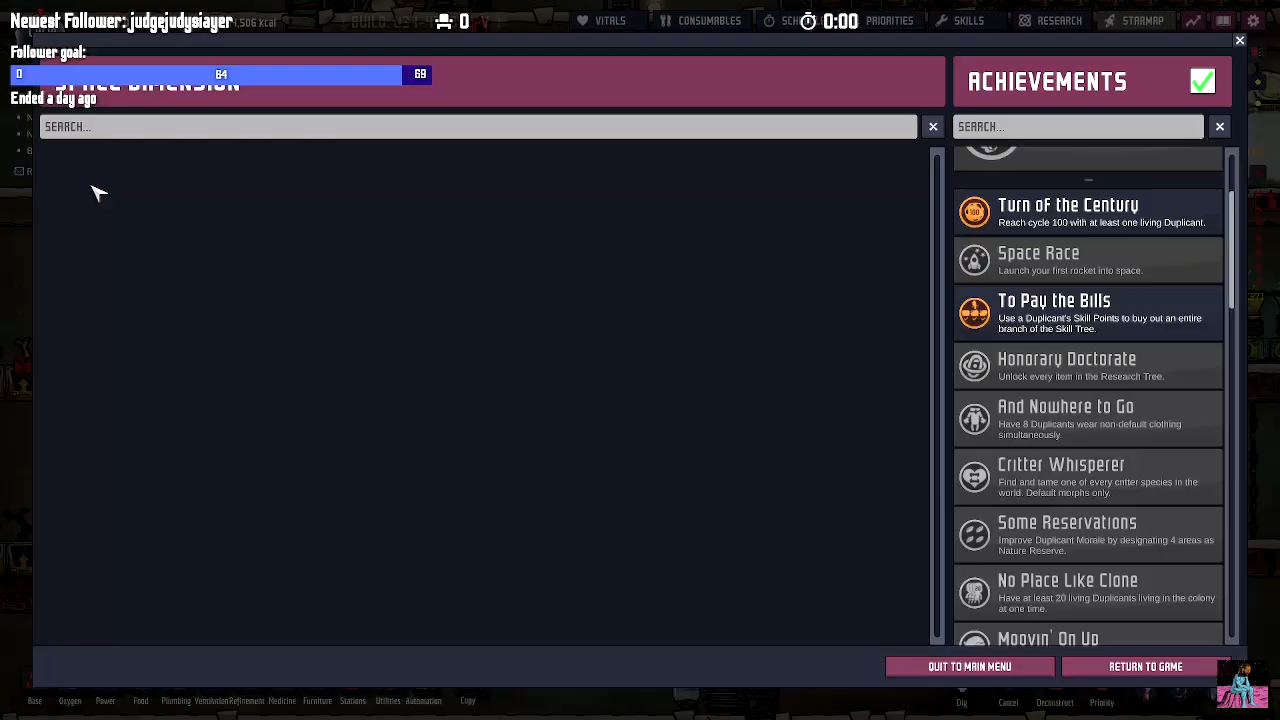 Newest Follower: judgejudysiayer
4,506 kcal
0
VITALS
CONSUMABLES
0:00
PRIORITIES
SKILLS
RESEARCH
STARMAP
Follower goal:
0
64
69
Ended a day ago
SPACE DIMENSION
ACHIEVEMENTS
SEARCH...
SEARCH...
Turn of the Century
Reach cycle 100 with at least one living Duplicant.
Space Race
Launch your first rocket into space.
To Pay the Bills
Use a Duplicant's Skill Points to buy out an entire
branch of the Skill Tree.
Honorary Doctorate
Unlock every item in the Research Tree.
And Nowhere to Go
Have 8 Duplicants wear non-default clothing
simultaneously.
Critter Whisperer
Find and tame one of every critter species in the
world. Default morphs only.
Some Reservations
Improve Duplicant Morale by designating 4 areas as
Nature Reserve.
No Place Like Clone
Have at least 20 living Duplicants living in the colony
at one time.
Moovin' On Up
QUIT TO MAIN MENU
RETURN TO GAME
Base
Oxygen
Power
Food
Plumbing
Ventilation
Refinement
Medicine
Furniture
Stations
Utilities
Automation
Copy
Dig
Cancel
Deconstruct
Priority